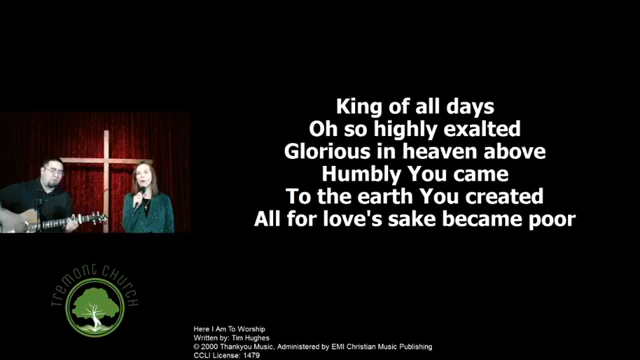 King of all days
Oh so highly exalted
Glorious in heaven above
Humbly You came
To the earth You created
All for love's sake became poor
TREMONT CHURCH
Here I Am To Worship
Written by: Tim Hughes
© 2000 Thankyou Music, Administered by EMI Christian Music Publishing
CCLI License: 1479